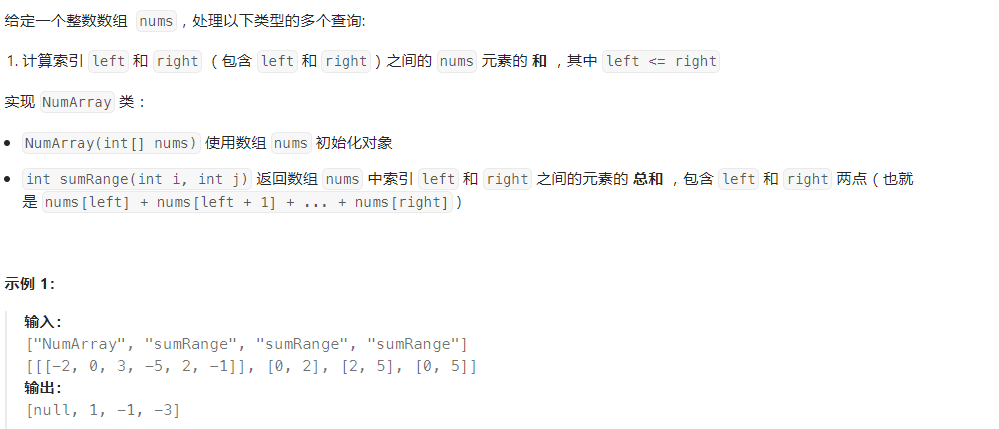 给定一个整数数组 nums，处理以下类型的多个查询:
1. 计算索引 left 和 right （包含 left 和 right）之间的 nums 元素的 和 ，其中 left <= right
实现 NumArray 类：
• NumArray(int[] nums) 使用数组 nums 初始化对象
• int sumRange(int i, int j) 返回数组 nums 中索引 left 和 right 之间的元素的 总和 ，包含 left 和 right 两点（也就
是 nums[left] + nums[left + 1] + ... + nums[right] )
示例 1：
输入：
["NumArray", "sumRange", "sumRange", "sumRange"]
[[[-2, 0, 3, -5, 2, -1]], [0, 2], [2, 5], [0, 5]]
输出：
[null, 1, -1, -3]